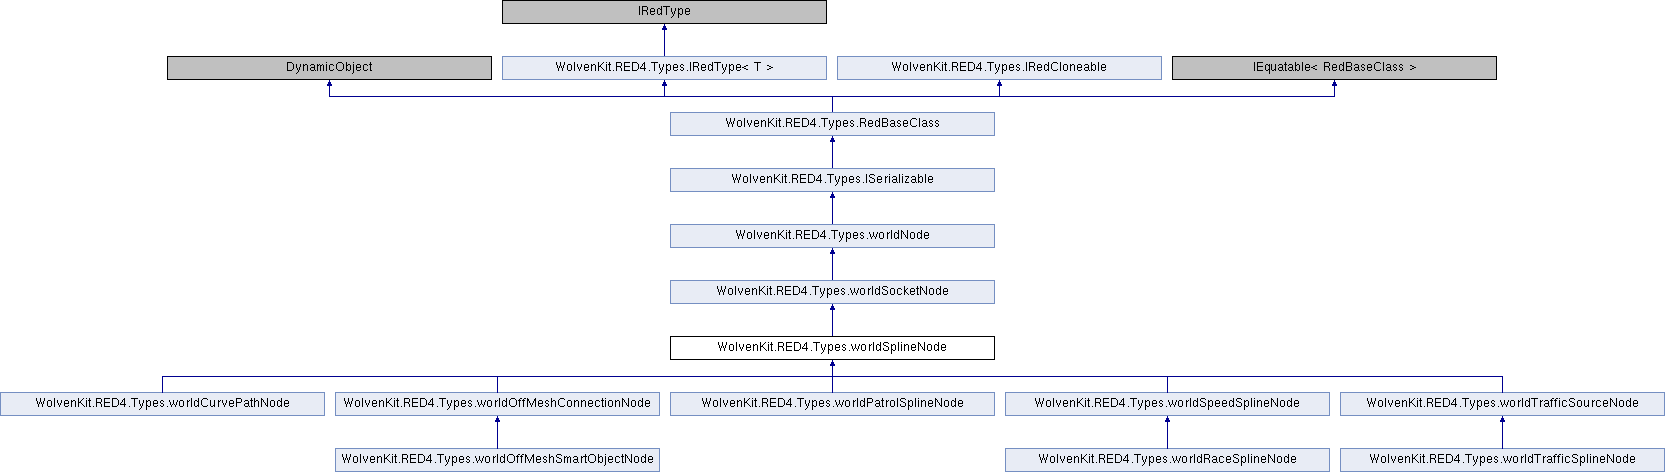 IRedType
DynamicObject
WolvenKit.RED4.Types.IRedType< T >
WolvenKit.RED4.Types.IRedCloneable
IEquatable< RedBaseClass >
WolvenKit.RED4.Types.RedBaseClass
WolvenKit.RED4.Types.ISerializable
WolvenKit.RED4.Types.worldNode
WolvenKit.RED4.Types.worldSocketNode
WolvenKit.RED4.Types.worldSplineNode
WolvenKit.RED4.Types.worldCurvePathNode
WolvenKit.RED4.Types.worldOffMeshConnectionNode
WolvenKit.RED4.Types.worldPatrolSplineNode
WolvenKit.RED4.Types.worldSpeedSplineNode
WolvenKit.RED4.Types.worldTrafficSourceNode
WolvenKit.RED4.Types.worldOffMeshSmartObjectNode
WolvenKit.RED4.Types.worldRaceSplineNode
WolvenKit.RED4.Types.worldTrafficSplineNode